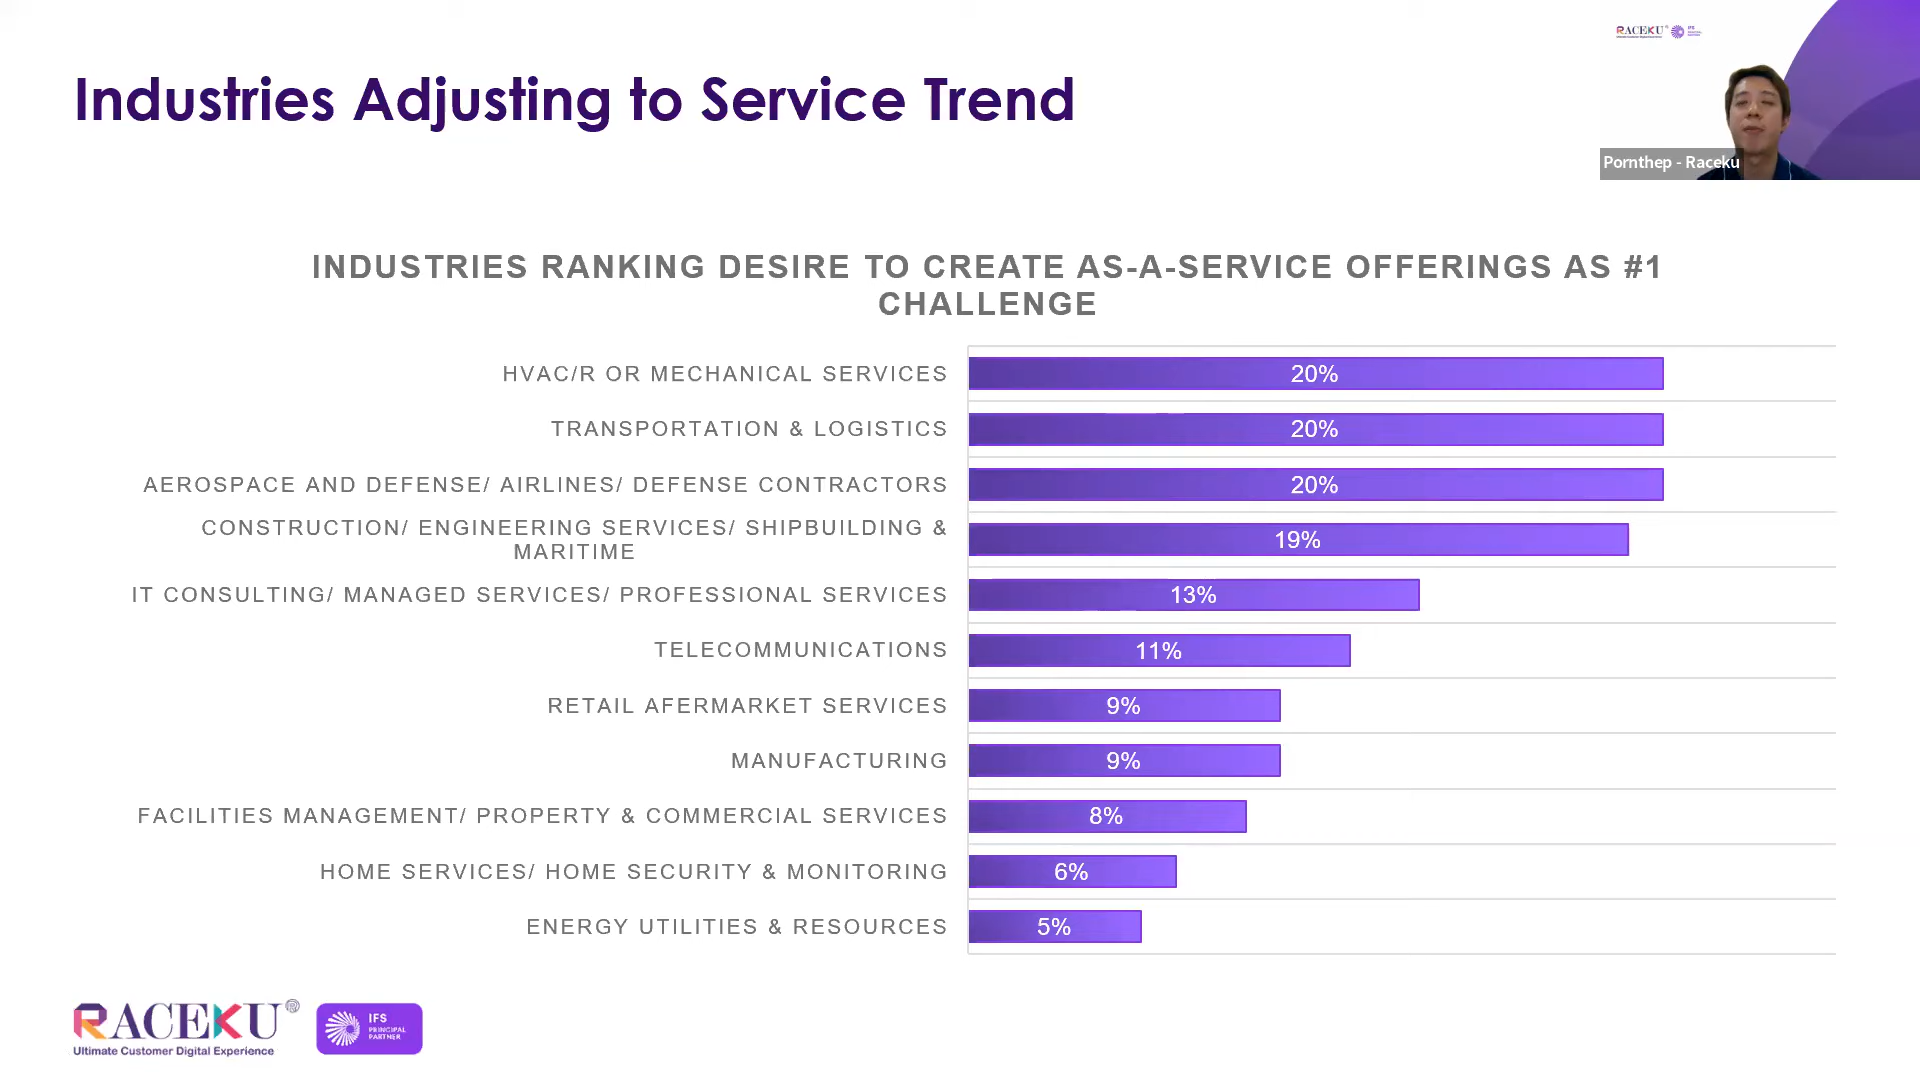 RACEKU
IFS
Industries Adjusting to Service Trend
Pornthep - Raceku
INDUSTRIES RANKING DESIRE TO CREATE AS-A-SERVICE OFFERINGS AS #1
CHALLENGE
HVAC/R OR MECHANICAL SERVICES 20%
TRANSPORTATION & LOGISTICS 20%
AEROSPACE AND DEFENSE/ AIRLINES/ DEFENSE CONTRACTORS 20%
CONSTRUCTION/ ENGINEERING SERVICES/ SHIPBUILDING &
MARITIME 19%
IT CONSULTING/ MANAGED SERVICES/ PROFESSIONAL SERVICES 13%
TELECOMMUNICATIONS 11%
RETAIL AFERMARKET SERVICES 9%
MANUFACTURING 9%
FACILITIES MANAGEMENT/ PROPERTY & COMMERCIAL SERVICES 8%
HOME SERVICES/ HOME SECURITY & MONITORING 6%
ENERGY UTILITIES & RESOURCES 5%
RACEKU
Ultimate Customer Digital Experience
IFS
PRINCIPAL
PARTNER